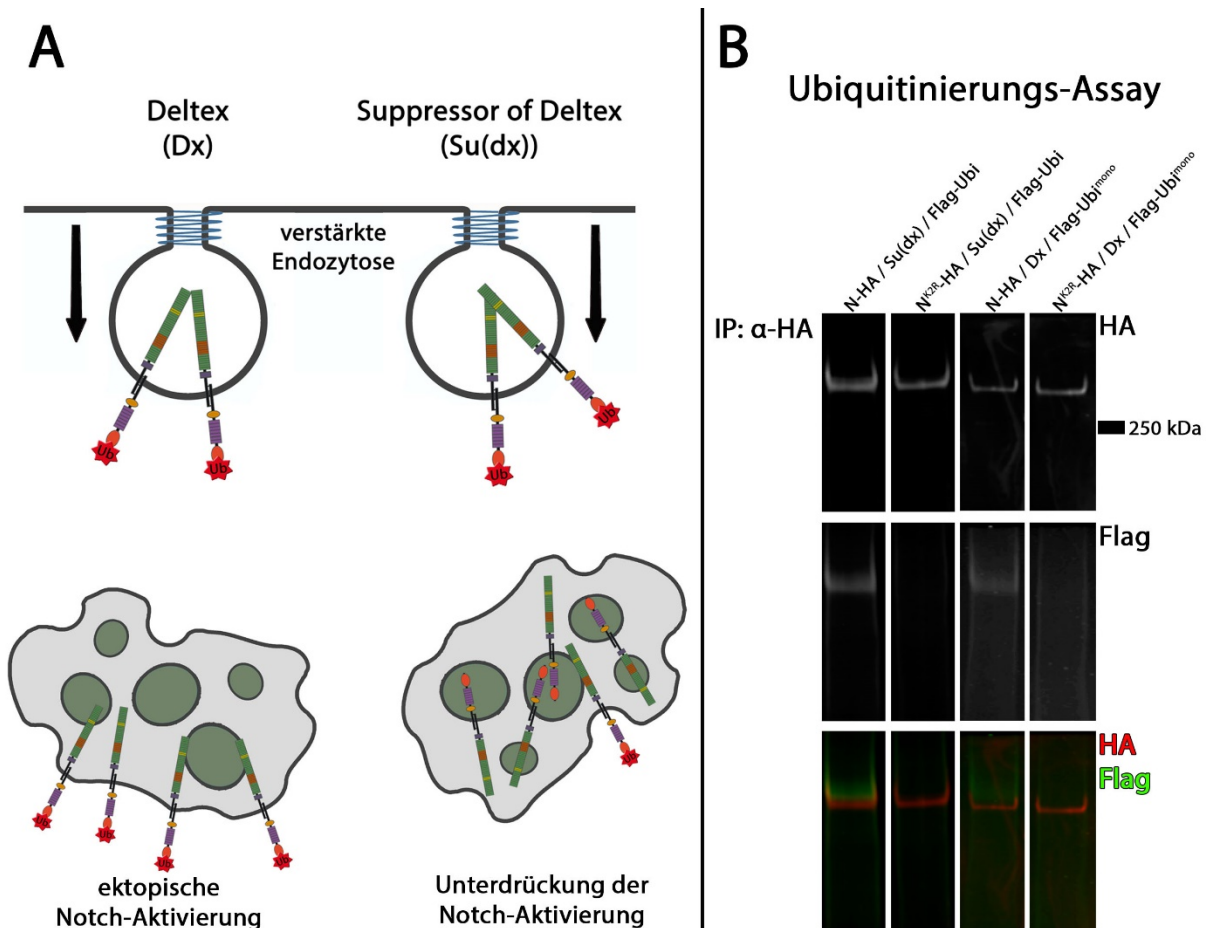 A
Deltex
(Dx)
Suppressor of Deltex
(Su(dx))
verstärkte
Endozytose
Ub
Ub
Ub
Ub
Ub
Ub
Ub
Ub
Ub
ektopische
Notch-Aktivierung
Unterdrückung der
Notch-Aktivierung
B
Ubiquitinierungs-Assay
N-HA / Su(dx) / Flag-Ubi
N^K2R-HA / Su(dx) / Flag-Ubi
N-HA / Dx / Flag-Ubi^mono
N^K2R-HA / Dx / Flag-Ubi^mono
IP: α-HA
HA
250 kDa
Flag
HA
Flag